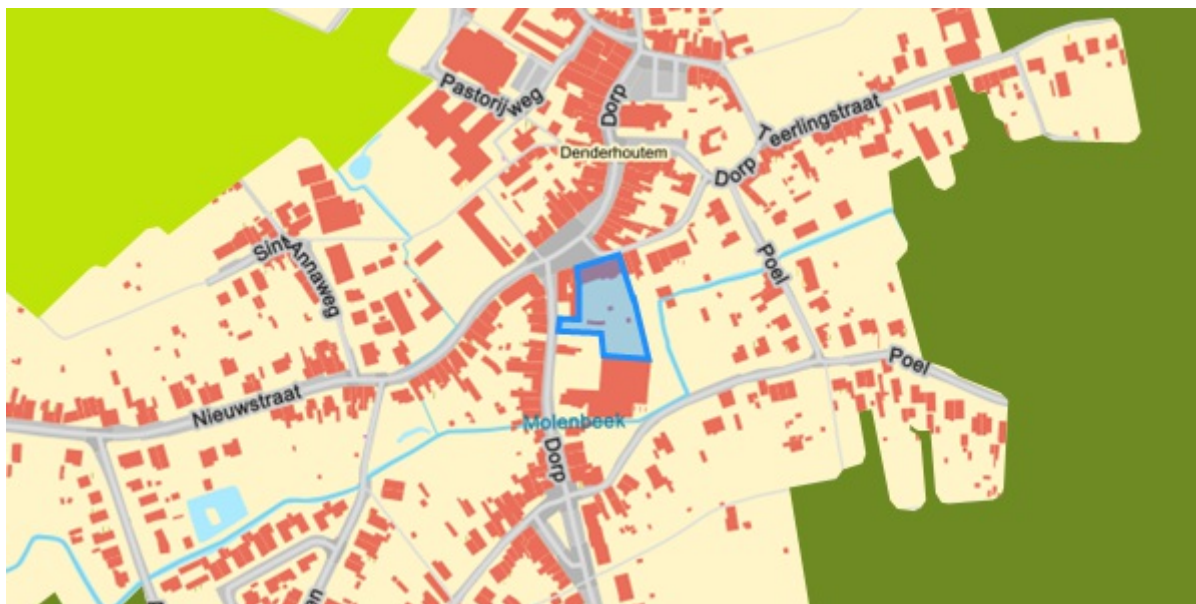 Pastorijweg
Dorp
Teerlingstraat
Denderhoutem
Dorp
Sint Annaweg
Poel
Poel
Nieuwstraat
Molenbeek
Dorp